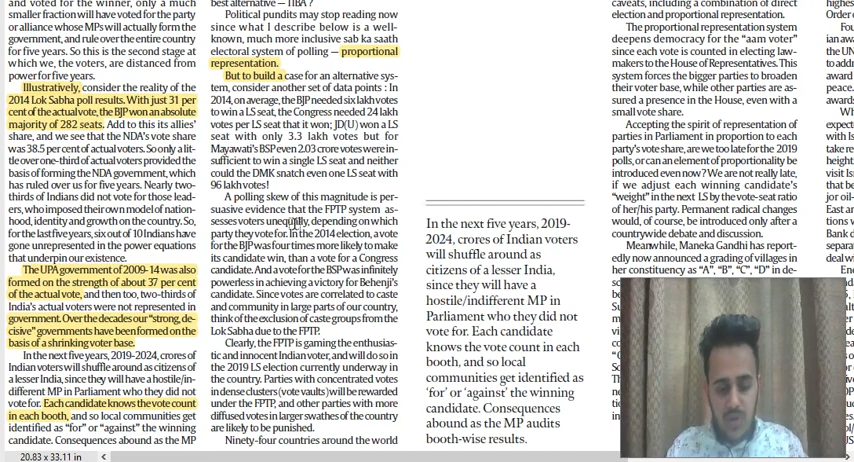 and voted for the winner, only a much
smaller fraction will have voted for the party
or alliance whose MPs will actually form the
government, and rule over the entire country
for five years. So this is the second stage at
which we, the voters, are distanced from
power for five years.
Illustratively, consider the reality of the
2014 Lok Sabha poll results. With just 31 per
cent of the actual vote, the BJP won an absolute
majority of 282 seats. Add to this its allies'
share, and we see that the NDA's vote share
was 38.5 per cent of actual voters. So only a lit-
tle over one-third of actual voters provided the
basis of forming the NDA government, which
has ruled over us for five years. Nearly two-
thirds of Indians did not vote for those lead-
ers, who imposed their own model of nation-
hood, identity and growth on the country. So,
for the last five years, six out of 10 Indians have
gone unrepresented in the power equations
that underpin our existence.
The UPA government of 2009-14 was also
formed on the strength of about 37 per cent
of the actual vote, and then too, two-thirds of
India's actual voters were not represented in
government. Over the decades our "strong, de-
cisive" governments have been formed on the
basis of a shrinking voter base.
In the next five years, 2019-2024, crores of
Indian voters will shuffle around as citizens of
a lesser India, since they will have a hostile/in-
different MP in Parliament who they did not
vote for. Each candidate knows the vote count
in each booth, and so local communities get
identified as "for" or "against" the winning
candidate. Consequences abound as the MP
best alternative — TIBA ?
Political pundits may stop reading now
since what I describe below is a well-
known, much more inclusive sab ka saath
electoral system of polling — proportional
representation.
But to build a case for an alternative sys-
tem, consider another set of data points : In
2014, on average, the BJP needed six lakh votes
to win a LS seat, the Congress needed 24 lakh
votes per LS seat that it won; JD(U) won a LS
seat with only 3.3 lakh votes but for
Mayawati's BSP even 2.03 crore votes were in-
sufficient to win a single LS seat and neither
could the DMK snatch even one LS seat with
96 lakh votes!
A polling skew of this magnitude is per-
suasive evidence that the FPTP system as-
sesses voters unequally, depending on which
party they vote for. In the 2014 election, a vote
for the BJP was four times more likely to make
its candidate win, than a vote for a Congress
candidate. And a vote for the BSP was infinitely
powerless in achieving a victory for Behenji's
candidate. Since votes are correlated to caste
and community in large parts of our country,
think of the exclusion of caste groups from the
Lok Sabha due to the FPTP.
Clearly, the FPTP is gaming the enthusias-
tic and innocent Indian voter, and will do so in
the 2019 LS election currently underway in
the country. Parties with concentrated votes
in dense clusters (vote vaults) will be rewarded
under the FPTP, and other parties with more
diffused votes in larger swathes of the country
are likely to be punished.
Ninety-four countries around the world
In the next five years, 2019-
2024, crores of Indian voters
will shuffle around as
citizens of a lesser India,
since they will have a
hostile/indifferent MP in
Parliament who they did not
vote for. Each candidate
knows the vote count in each
booth, and so local
communities get identified as
'for' or 'against' the winning
candidate. Consequences
abound as the MP audits
booth-wise results.
caveats, including a combination of direct
election and proportional representation.
The proportional representation system
deepens democracy for the "aam voter"
since each vote is counted in electing law-
makers to the House of Representatives. This
system forces the bigger parties to broaden
their voter base, while other parties are as-
sured a presence in the House, even with a
small vote share.
Accepting the spirit of representation of
parties in Parliament in proportion to each
party's vote share, are we too late for the 2019
polls, or can an element of proportionality be
introduced even now? We are not really late,
if we adjust each winning candidate's
"weight" in the next LS by the vote-seat ratio
of her/his party. Permanent radical changes
would, of course, be introduced only after a
countrywide debate and discussion.
Meanwhile, Maneka Gandhi has report-
edly now announced a grading of villages in
her constituency as "A", "B", "C", "D" in de-
20.83 x 33.11 in